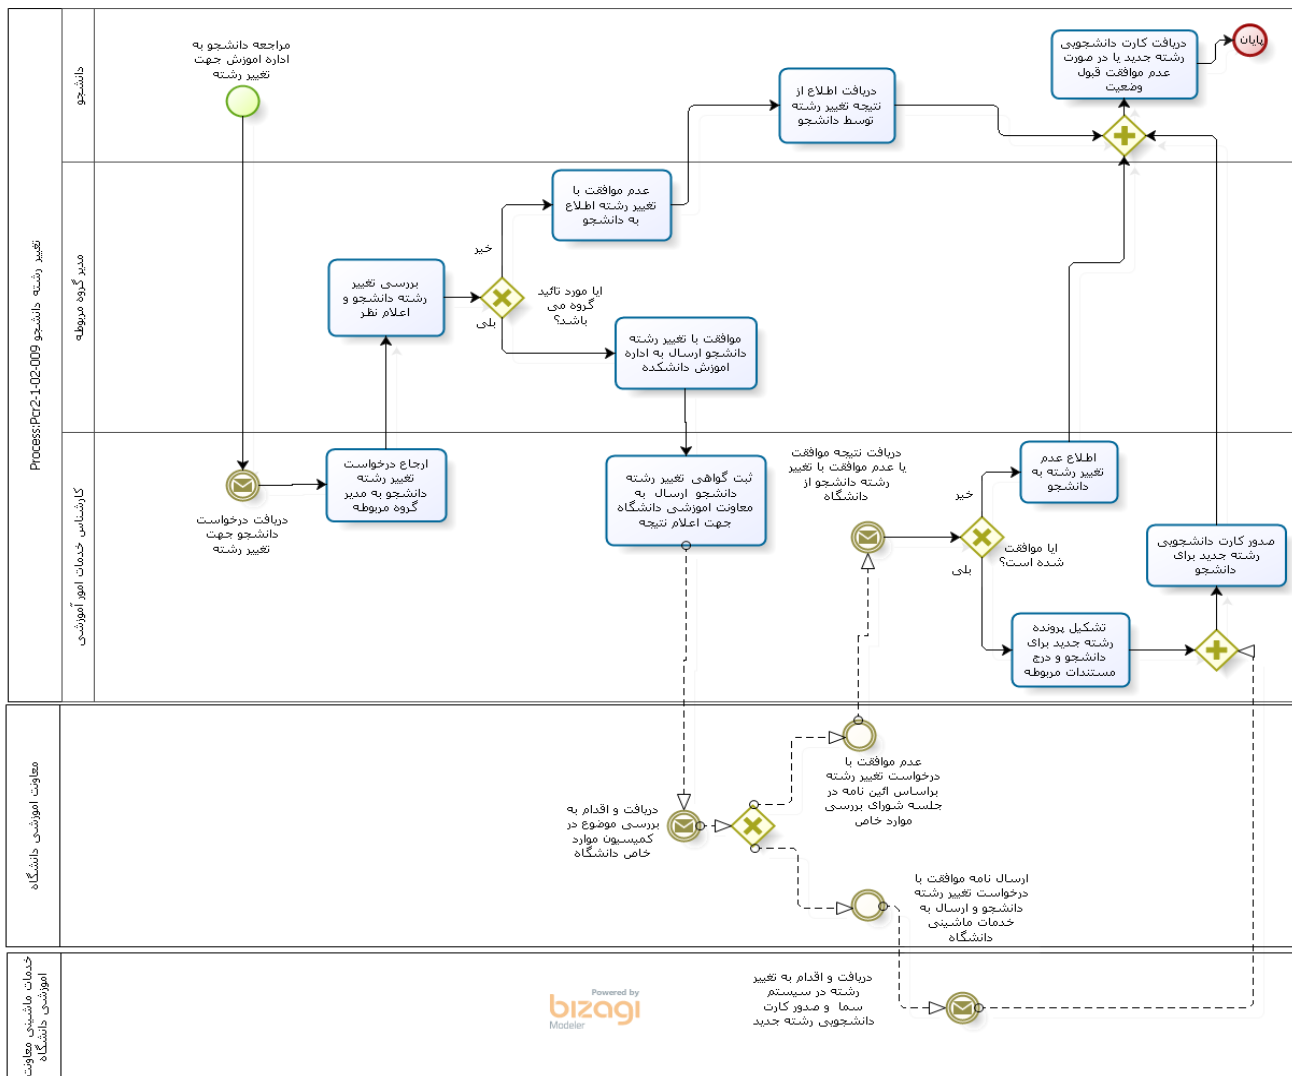 Process:Pcr2-1-02-009 تغییر رشته دانشجو
دانشجو
مراجعه دانشجو به
اداره اموزش جهت
تغییر رشته
دریافت اطلاع از
نتیجه تغییر رشته
توسط دانشجو
دریافت کارت دانشجویی
رشته جدید یا در صورت
عدم موافقت قبول
وضعیت
پایان
مدیر گروه مربوطه
بررسی تغییر
رشته دانشجو و
اعلام نظر
خیر
بلی
ایا مورد تائید
گروه می
باشد؟
عدم موافقت با
تغییر رشته اطلاع
به دانشجو
موافقت با تغییر رشته
دانشجو ارسال به اداره
اموزش دانشکده
کارشناس خدمات امور آموزشی
دریافت درخواست
دانشجو جهت
تغییر رشته
ارجاع درخواست
تغییر رشته
دانشجو به مدیر
گروه مربوطه
ثبت گواهی تغییر رشته
دانشجو ارسال به
معاونت اموزشی دانشگاه
جهت اعلام نتیجه
دریافت نتیجه موافقت
یا عدم موافقت با تغییر
رشته دانشجو از
دانشگاه
خیر
بلی
ایا موافقت
شده است؟
اطلاع عدم
تغییر رشته به
دانشجو
تشکیل پرونده
رشته جدید برای
دانشجو و درج
مستندات مربوطه
صدور کارت دانشجویی
رشته جدید برای
دانشجو
معاونت اموزشی دانشگاه
دریافت و اقدام به
بررسی موضوع در
کمیسیون موارد
خاص دانشگاه
عدم موافقت با
درخواست تغییر رشته
براساس ائین نامه در
جلسه شورای بررسی
موارد خاص
ارسال نامه موافقت با
درخواست تغییر رشته
دانشجو و ارسال به
خدمات ماشینی
دانشگاه
خدمات ماشینی معاونت
اموزشی دانشگاه
دریافت و اقدام به تغییر
رشته در سیستم
سما و صدور کارت
دانشجویی رشته جدید
Powered by
bizagi
Modeler